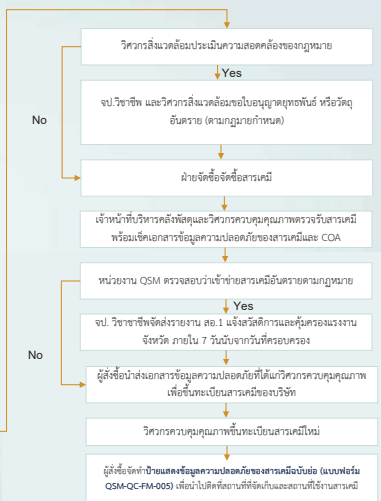 วิศวกรสิ่งแวดล้อมประเมินความสอดคล้องของกฎหมาย
Yes
No
จป.วิชาชีพ และวิศวกรสิ่งแวดล้อมขอใบอนุญาตยุทธพันธ์ หรือวัตถุ
อันตราย (ตามกฎมายกำหนด)
ฝ่ายจัดซื้อจัดซื้อสารเคมี
เจ้าหน้าที่บริหารคลังพัสดุและวิศวกรควบคุมคุณภาพตรวจรับสารเคมี
พร้อมเช็คเอกสารข้อมูลความปลอดภัยของสารเคมีและ COA
หน่วยงาน QSM ตรวจสอบว่าเข้าข่ายสารเคมีอันตรายตามกฎหมาย
Yes
จป. วิชาชาชีพจัดส่งรายงาน สอ.1 แจ้งสวัสดิการและคุ้มครองแรงงาน
จังหวัด ภายใน 7 วันนับจากวันที่ครอบครอง
No
ผู้สั่งซื้อนำส่งเอกสารข้อมูลความปลอดภัยที่ได้แก่วิศวกรควบคุมคุณภาพ
เพื่อขึ้นทะเบียนสารเคมีของบริษัท
วิศวกรควบคุมคุณภาพขึ้นทะเบียนสารเคมีใหม่
ผู้สั่งซื้อจัดทำป้ายแสดงข้อมูลความปลอดภัยของสารเคมีฉบับย่อ (แบบฟอร์ม
QSM-QC-FM-005) เพื่อนำไปติดที่สถานที่ที่จัดเก็บและสถานที่ใช้งานสารเคมี